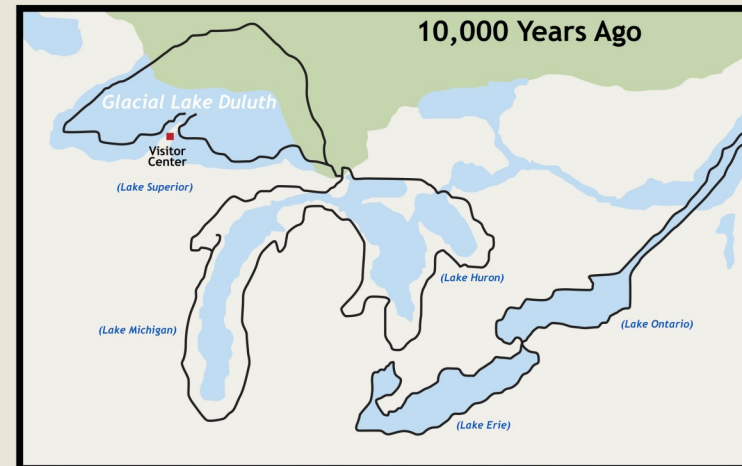 10,000 Years Ago
Glacial Lake Duluth
Visitor
Center
(Lake Superior)
(Lake Huron)
(Lake Michigan)
(Lake Ontario)
(Lake Erie)